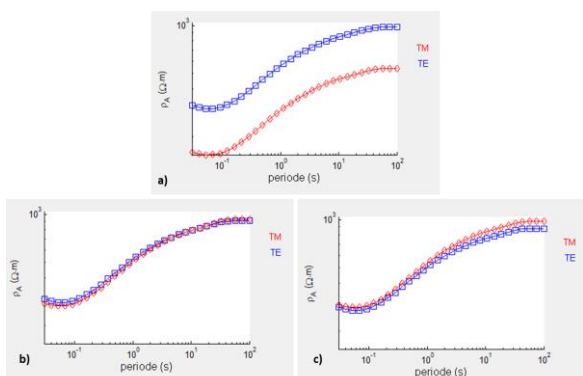 10³
TM
TE
ρA (Ω.m)
10⁻¹ 10⁰ 10¹ 10²
periode (s)
a)
10³
TM
TE
ρA (Ω.m)
10⁻¹ 10⁰ 10¹ 10²
periode (s)
b)
10³
TM
TE
ρA (Ω.m)
10⁻¹ 10⁰ 10¹ 10²
periode (s)
c)